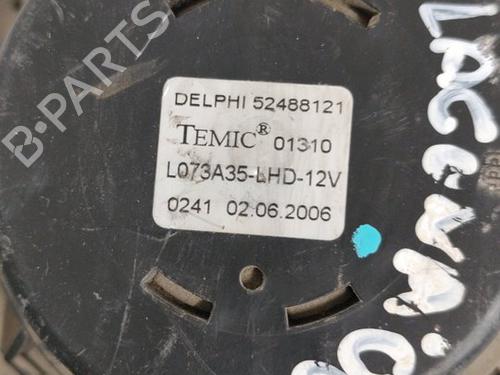 B-PARTS
DELPHI 52488121
TEMIC® 01310
L073A35-LHD-12V
0241 02.06.2006